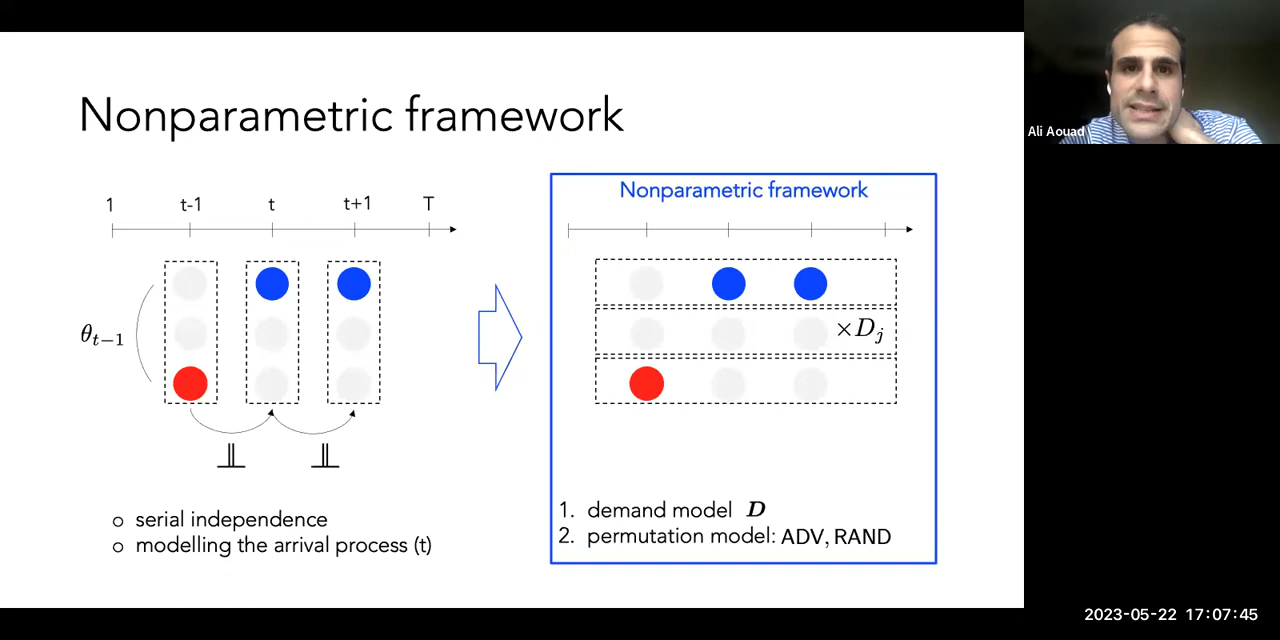 Nonparametric framework
1 t-1 t t+1 T
θ_{t−1}
⫫ ⫫
o serial independence
o modelling the arrival process (t)
Nonparametric framework
×D_j
1. demand model D
2. permutation model: ADV, RAND
Ali Aouad
2023-05-22 17:07:45